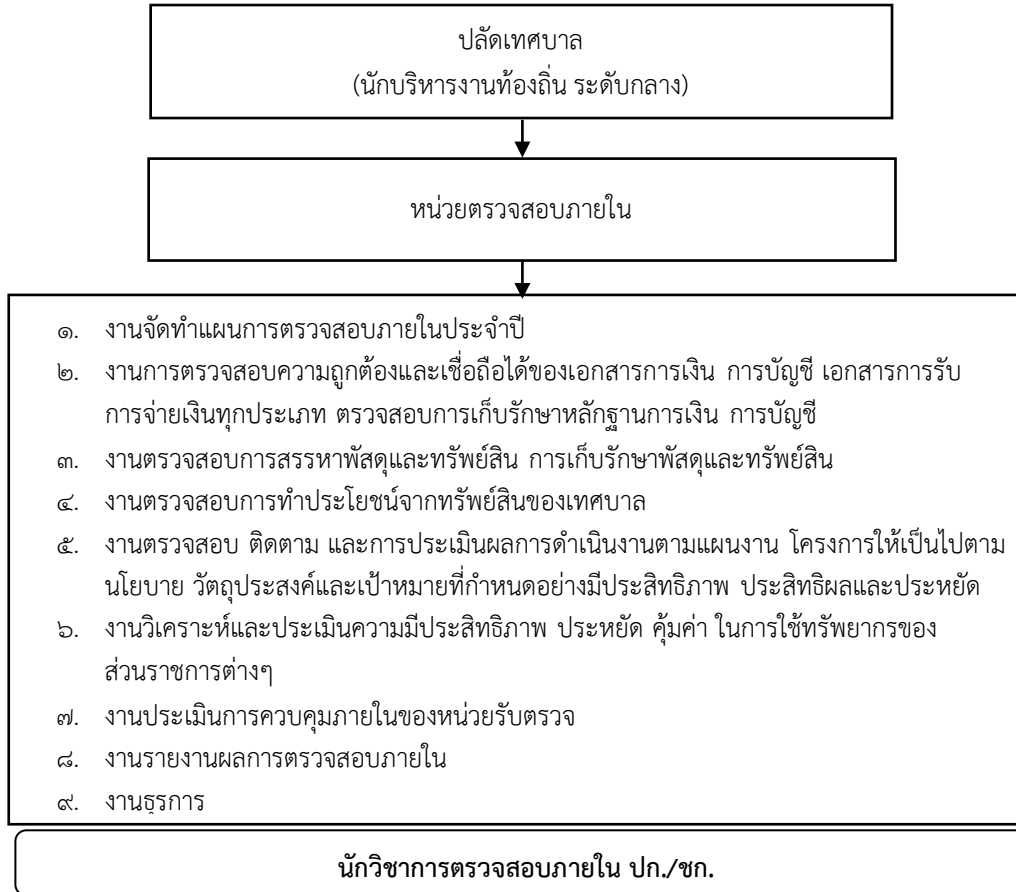 ปลัดเทศบาล
(นักบริหารงานท้องถิ่น ระดับกลาง)
หน่วยตรวจสอบภายใน
๑. งานจัดทำแผนการตรวจสอบภายในประจำปี
๒. งานการตรวจสอบความถูกต้องและเชื่อถือได้ของเอกสารการเงิน การบัญชี เอกสารการรับ
การจ่ายเงินทุกประเภท ตรวจสอบการเก็บรักษาหลักฐานการเงิน การบัญชี
๓. งานตรวจสอบการสรรหาพัสดุและทรัพย์สิน การเก็บรักษาพัสดุและทรัพย์สิน
๔. งานตรวจสอบการทำประโยชน์จากทรัพย์สินของเทศบาล
๕. งานตรวจสอบ ติดตาม และการประเมินผลการดำเนินงานตามแผนงาน โครงการให้เป็นไปตาม
นโยบาย วัตถุประสงค์และเป้าหมายที่กำหนดอย่างมีประสิทธิภาพ ประสิทธิผลและประหยัด
๖. งานวิเคราะห์และประเมินความมีประสิทธิภาพ ประหยัด คุ้มค่า ในการใช้ทรัพยากรของ
ส่วนราชการต่างๆ
๗. งานประเมินการควบคุมภายในของหน่วยรับตรวจ
๘. งานรายงานผลการตรวจสอบภายใน
๙. งานธุรการ
นักวิชาการตรวจสอบภายใน ปก./ชก.